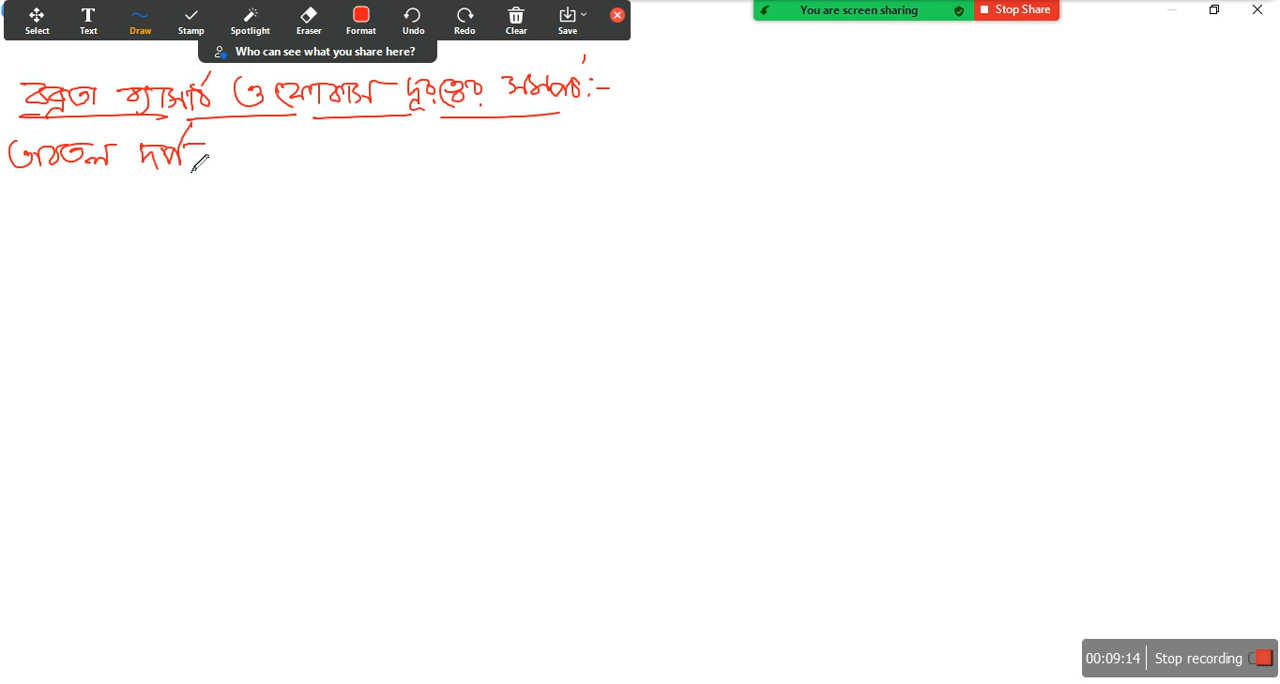 Select Text Draw Stamp Spotlight Eraser Format Undo Redo Clear Save
Who can see what you share here?
You are screen sharing Stop Share
বক্রতা ব্যাসার্ধ ও ফোকাস দূরত্বের সম্পর্ক :-
অবতল দর্প
00:09:14 Stop recording